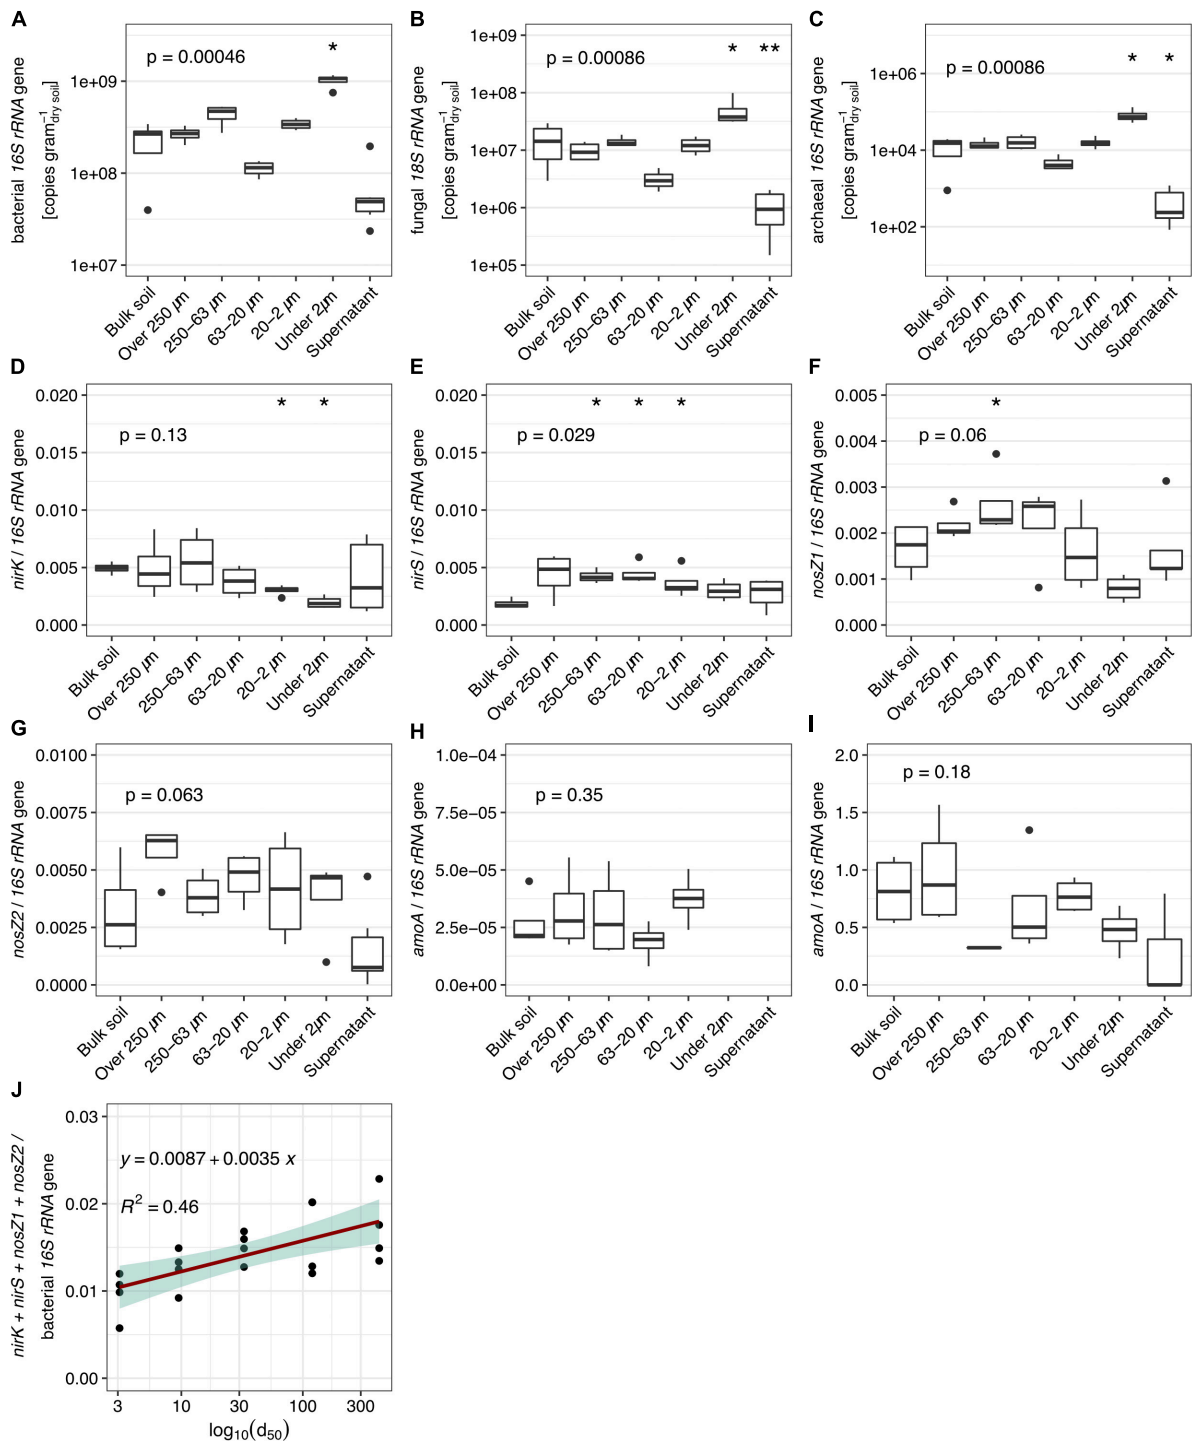 A
bacterial 16S rRNA gene
[copies gram⁻¹dry soil]
1e+09
1e+08
1e+07
p = 0.00046
*
Bulk soil
Over 250 µm
250–63 µm
63–20 µm
20–2 µm
Under 2µm
Supernatant
B
fungal 18S rRNA gene
[copies gram⁻¹dry soil]
1e+09
1e+08
1e+07
1e+06
1e+05
p = 0.00086
* **
Bulk soil
Over 250 µm
250–63 µm
63–20 µm
20–2 µm
Under 2µm
Supernatant
C
archaeal 16S rRNA gene
[copies gram⁻¹dry soil]
1e+06
1e+04
1e+02
p = 0.00086
* *
Bulk soil
Over 250 µm
250–63 µm
63–20 µm
20–2 µm
Under 2µm
Supernatant
D
nirK / 16S rRNA gene
0.020
0.015
0.010
0.005
0.000
p = 0.13
* *
Bulk soil
Over 250 µm
250–63 µm
63–20 µm
20–2 µm
Under 2µm
Supernatant
E
nirS / 16S rRNA gene
0.020
0.015
0.010
0.005
0.000
p = 0.029
* * *
Bulk soil
Over 250 µm
250–63 µm
63–20 µm
20–2 µm
Under 2µm
Supernatant
F
nosZ1 / 16S rRNA gene
0.005
0.004
0.003
0.002
0.001
0.000
p = 0.06
*
Bulk soil
Over 250 µm
250–63 µm
63–20 µm
20–2 µm
Under 2µm
Supernatant
G
nosZ2 / 16S rRNA gene
0.0100
0.0075
0.0050
0.0025
0.0000
p = 0.063
Bulk soil
Over 250 µm
250–63 µm
63–20 µm
20–2 µm
Under 2µm
Supernatant
H
amoA / 16S rRNA gene
1.0e−04
7.5e−05
5.0e−05
2.5e−05
0.0e+00
p = 0.35
Bulk soil
Over 250 µm
250–63 µm
63–20 µm
20–2 µm
Under 2µm
Supernatant
I
amoA / 16S rRNA gene
2.0
1.5
1.0
0.5
0.0
p = 0.18
Bulk soil
Over 250 µm
250–63 µm
63–20 µm
20–2 µm
Under 2µm
Supernatant
J
nirK + nirS + nosZ1 + nosZ2 /
bacterial 16S rRNA gene
0.03
0.02
0.01
0.00
y = 0.0087 + 0.0035 x
R² = 0.46
3 10 30 100 300
log₁₀(d₅₀)